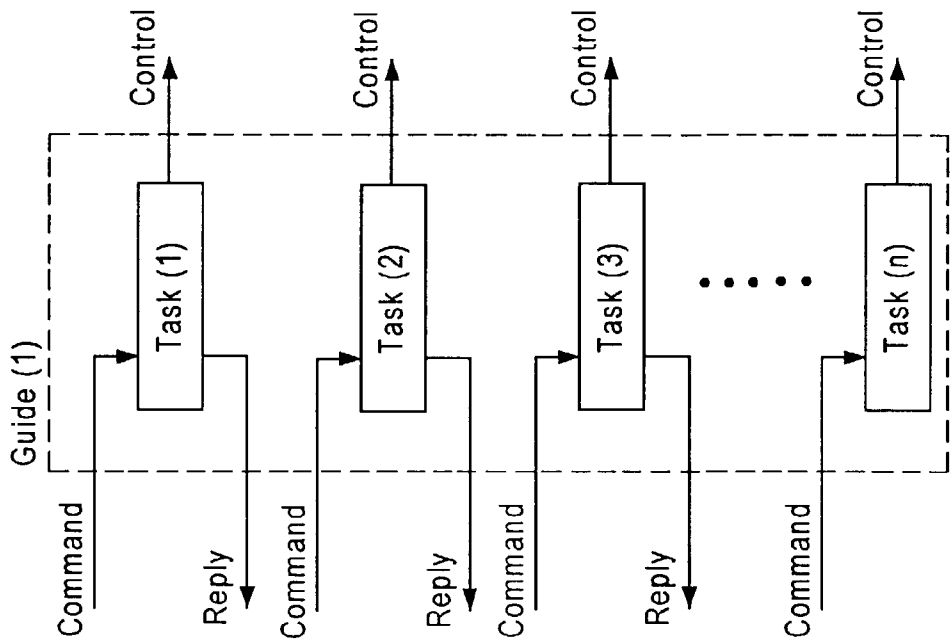 Guide (1)
Command
Task (1)
Control
Reply
Command
Task (2)
Control
Reply
Command
Task (3)
Control
Reply
Command
Task (n)
Control